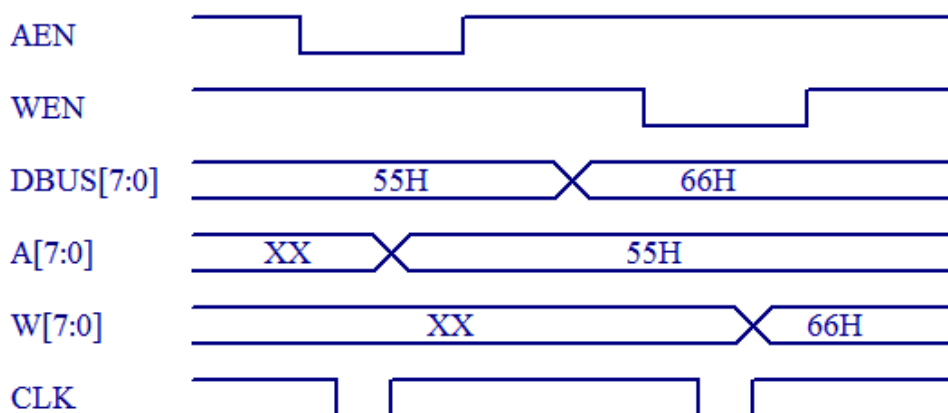 AEN
WEN
DBUS[7:0] 55H 66H
A[7:0] XX 55H
W[7:0] XX 66H
CLK